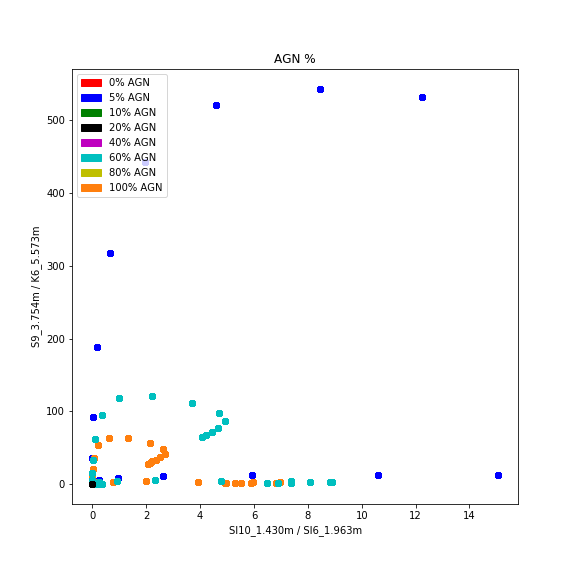 AGN %
0% AGN
5% AGN
10% AGN
20% AGN
40% AGN
60% AGN
80% AGN
100% AGN
500
400
300
200
100
0
S9_3.754m / K6_5.573m
0 2 4 6 8 10 12 14
SI10_1.430m / SI6_1.963m